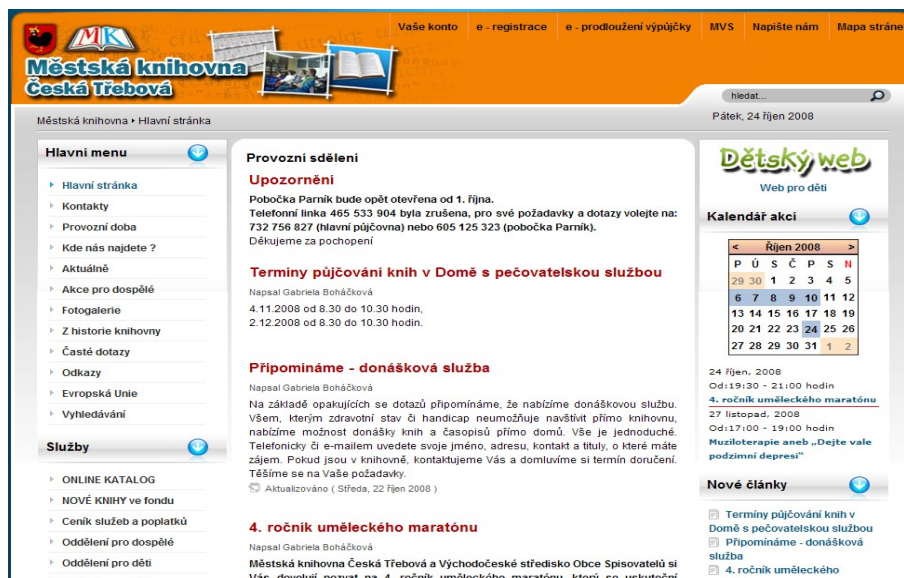 Vaše konto
e - registrace
e - prodloužení výpůjčky
MVS
Napište nám
Mapa stráne
MK
Městská knihovna
Česká Třebová
hledat...
Městská knihovna ▸ Hlavní stránka
Pátek, 24 říjen 2008
Hlavní menu
Hlavní stránka
Kontakty
Provozní doba
Kde nás najdete ?
Aktuálně
Akce pro dospělé
Fotogalerie
Z historie knihovny
Časté dotazy
Odkazy
Evropská Unie
Vyhledávání
Služby
ONLINE KATALOG
NOVÉ KNIHY ve fondu
Ceník služeb a poplatků
Oddělení pro dospělé
Oddělení pro děti
Provozní sdělení
Upozornění
Pobočka Parník bude opět otevřena od 1. října.
Telefonní linka 465 533 904 byla zrušena, pro své požadavky a dotazy volejte na:
732 756 827 (hlavní půjčovna) nebo 605 125 323 (pobočka Parník).
Děkujeme za pochopení
Termíny půjčování knih v Domě s pečovatelskou službou
Napsal Gabriela Boháčková
4.11.2008 od 8.30 do 10.30 hodin,
2.12.2008 od 8.30 do 10.30 hodin.
Připomínáme - donášková služba
Napsal Gabriela Boháčková
Na základě opakujících se dotazů připomínáme, že nabízíme donáškovou službu.
Všem, kterým zdravotní stav či handicap neumožňuje navštívit přímo knihovnu,
nabízíme možnost donášky knih a časopisů přímo domů. Vše je jednoduché.
Telefonicky či e-mailem uvedete svoje jméno, adresu, kontakt a tituly, o které máte
zájem. Pokud jsou v knihovně, kontaktujeme Vás a domluvíme si termín doručení.
Těšíme se na Vaše požadavky.
Aktualizováno ( Středa, 22 říjen 2008 )
4. ročník uměleckého maratónu
Napsal Gabriela Boháčková
Městská knihovna Česká Třebová a Východočeské středisko Obce Spisovatelů si
Vás dovolují pozvat na 4. ročník uměleckého maratónu, který se uskuteční
Dětský web
Web pro děti
Kalendář akcí
< Říjen 2008 >
P Ú S Č P S N
29 30 1 2 3 4 5
6 7 8 9 10 11 12
13 14 15 16 17 18 19
20 21 22 23 24 25 26
27 28 29 30 31 1 2
24 říjen, 2008
Od:19:30 - 21:00 hodin
4. ročník uměleckého maratónu
27 listopad, 2008
Od:17:00 - 19:00 hodin
Muziloterapie aneb „Dejte vale
podzimní depresi"
Nové články
Termíny půjčování knih v
Domě s pečovatelskou službou
Připomínáme - donášková
služba
4. ročník uměleckého